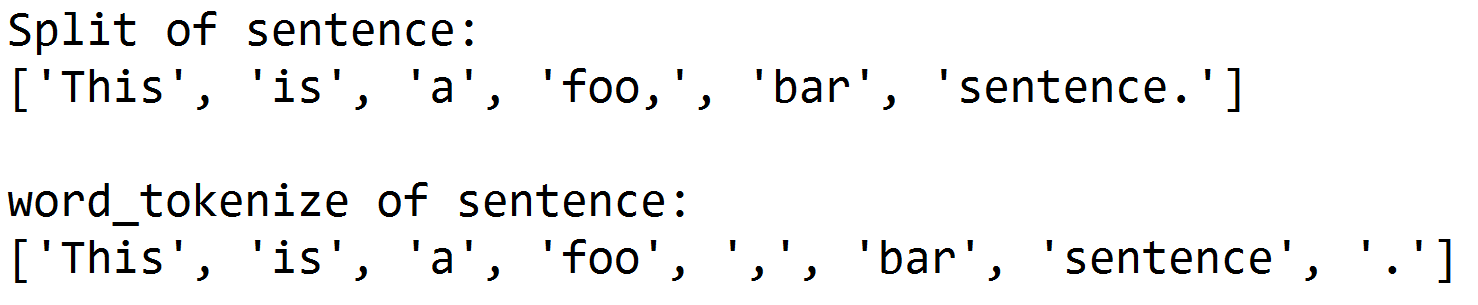 Split of sentence:
['This', 'is', 'a', 'foo,', 'bar', 'sentence.']
word_tokenize of sentence:
['This', 'is', 'a', 'foo', ',', 'bar', 'sentence', '.']